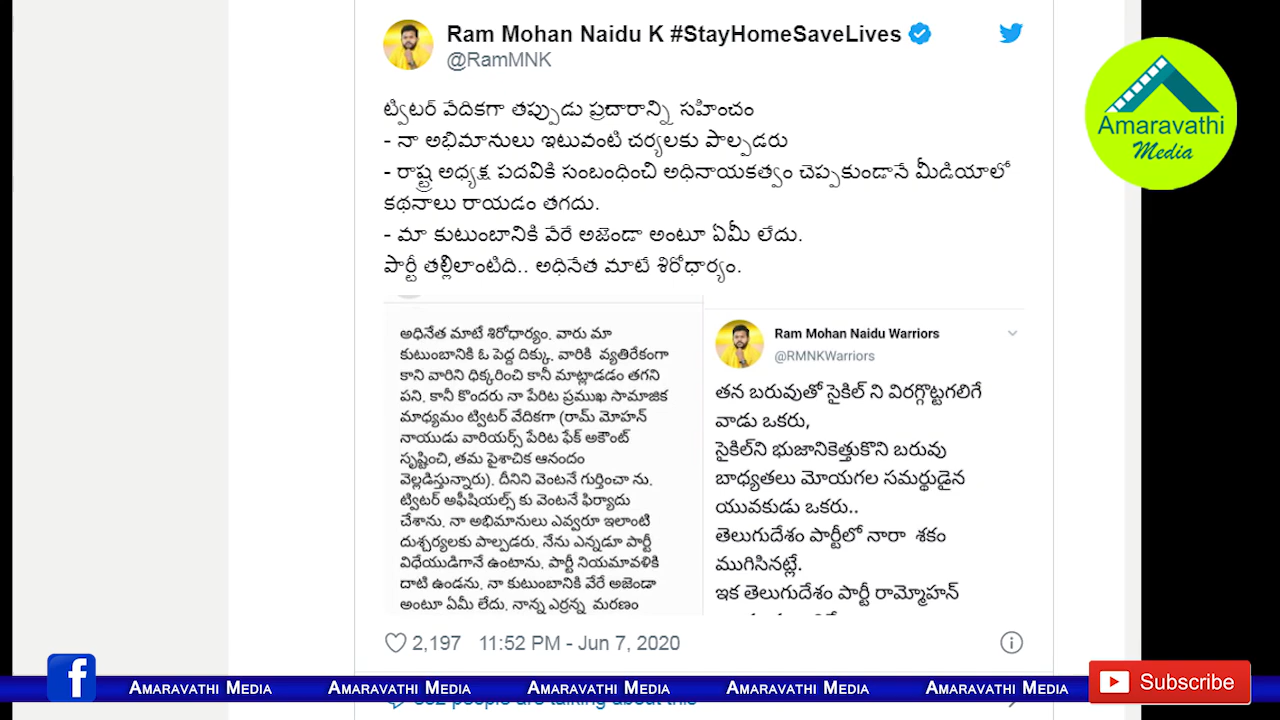 Ram Mohan Naidu K #StayHomeSaveLives
@RamMNK
ట్విటర్ వేదికగా తప్పుడు ప్రచారాన్ని సహించం
- నా అభిమానులు ఇటువంటి చర్యలకు పాల్పడరు
- రాష్ట్ర అధ్యక్ష పదవికి సంబంధించి అధినాయకత్వం చెప్పకుండానే మీడియాలో
కథనాలు రాయడం తగదు.
- మా కుటుంబానికి వేరే అజెండా అంటూ ఏమీ లేదు.
పార్టీ తల్లిలాంటిది.. అధినేత మాటే శిరోధార్యం.
అధినేత మాటే శిరోధార్యం. వారు మా
కుటుంబానికి ఓ పెద్ద దిక్కు. వారికి వ్యతిరేకంగా
కాని వారిని ధిక్కరించి కానీ మాట్లాడడం తగని
పని. కానీ కొందరు నా పేరిట ప్రముఖ సామాజిక
మాధ్యమం ట్విటర్ వేదికగా (రామ్ మోహన్
నాయుడు వారియర్స్ పేరిట ఫేక్ అకౌంట్
సృష్టించి, తమ పైశాచిక ఆనందం
వెల్లడిస్తున్నారు). దీనిని వెంటనే గుర్తించా ను.
ట్విటర్ అఫీషియల్స్ కు వెంటనే ఫిర్యాదు
చేశాను. నా అభిమానులు ఎవ్వరూ ఇలాంటి
దుశ్చర్యలకు పాల్పడరు. నేను ఎన్నడూ పార్టీ
విధేయుడిగానే ఉంటాను. పార్టీ నియమావళికి
దాటి ఉండను. నా కుటుంబానికి వేరే అజెండా
అంటూ ఏమీ లేదు. నాన్న ఎర్రన్న మరణం
Ram Mohan Naidu Warriors
@RMNKWarriors
తన బరువుతో సైకిల్ ని విరగ్గొట్టగలిగే
వాడు ఒకరు,
సైకిల్‌ని భుజానికెత్తుకొని బరువు
బాధ్యతలు మోయగల సమర్థుడైన
యువకుడు ఒకరు..
తెలుగుదేశం పార్టీలో నారా శకం
ముగిసినట్లే.
ఇక తెలుగుదేశం పార్టీ రామ్మోహన్
2,197 11:52 PM - Jun 7, 2020
people are talking about this
Amaravathi
Media
f
AMARAVATHI MEDIA AMARAVATHI MEDIA AMARAVATHI MEDIA AMARAVATHI MEDIA AMARAVATHI MEDIA
Subscribe